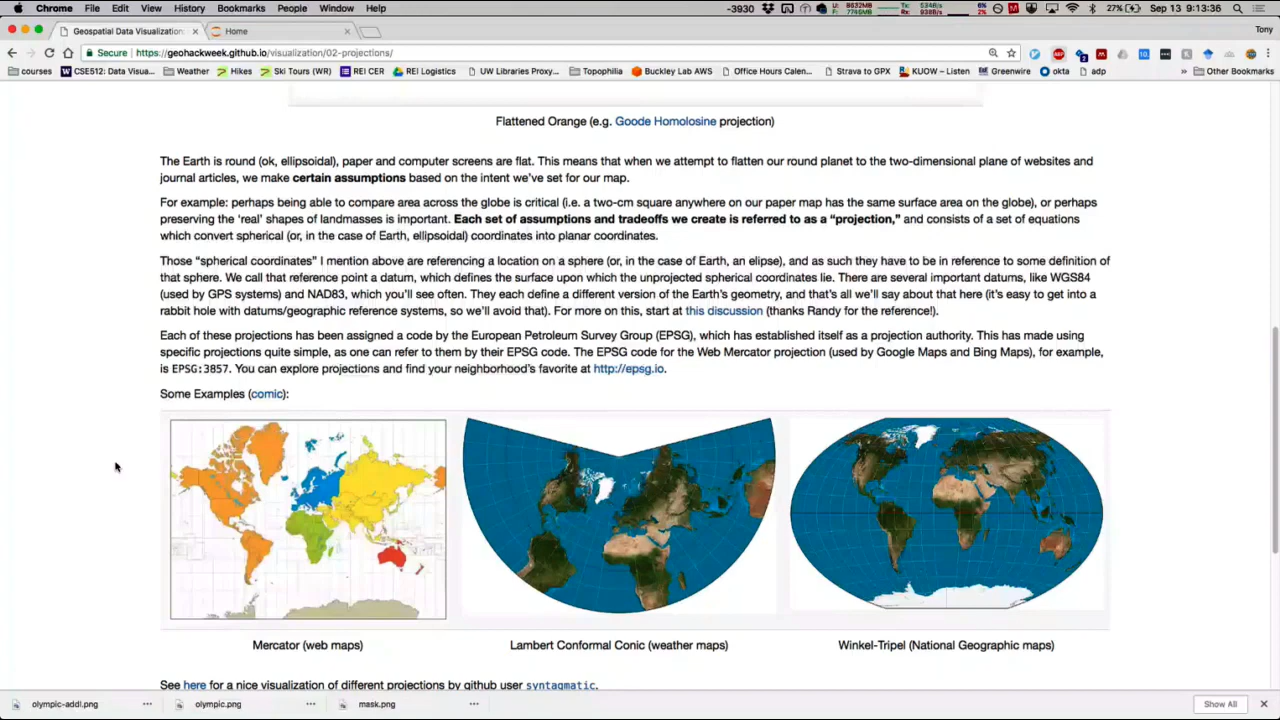 Chrome File Edit View History Bookmarks People Window Help -3930 27% Sep 13 9:13:36
Geospatial Data Visualization Home Tony
Secure https://geohackweek.github.io/visualization/02-projections/
courses CSE512: Data Visua... Weather Hikes Ski Tours (WR) REI CER REI Logistics UW Libraries Proxy... Topophilia Buckley Lab AWS Office Hours Calen... Strava to GPX KUOW – Listen Greenwire okta adp » Other Bookmarks
Flattened Orange (e.g. Goode Homolosine projection)
The Earth is round (ok, ellipsoidal), paper and computer screens are flat. This means that when we attempt to flatten our round planet to the two-dimensional plane of websites and
journal articles, we make certain assumptions based on the intent we've set for our map.
For example: perhaps being able to compare area across the globe is critical (i.e. a two-cm square anywhere on our paper map has the same surface area on the globe), or perhaps
preserving the 'real' shapes of landmasses is important. Each set of assumptions and tradeoffs we create is referred to as a "projection," and consists of a set of equations
which convert spherical (or, in the case of Earth, ellipsoidal) coordinates into planar coordinates.
Those "spherical coordinates" I mention above are referencing a location on a sphere (or, in the case of Earth, an elipse), and as such they have to be in reference to some definition of
that sphere. We call that reference point a datum, which defines the surface upon which the unprojected spherical coordinates lie. There are several important datums, like WGS84
(used by GPS systems) and NAD83, which you'll see often. They each define a different version of the Earth's geometry, and that's all we'll say about that here (it's easy to get into a
rabbit hole with datums/geographic reference systems, so we'll avoid that). For more on this, start at this discussion (thanks Randy for the reference!).
Each of these projections has been assigned a code by the European Petroleum Survey Group (EPSG), which has established itself as a projection authority. This has made using
specific projections quite simple, as one can refer to them by their EPSG code. The EPSG code for the Web Mercator projection (used by Google Maps and Bing Maps), for example,
is EPSG:3857. You can explore projections and find your neighborhood's favorite at http://epsg.io.
Some Examples (comic):
Mercator (web maps) Lambert Conformal Conic (weather maps) Winkel-Tripel (National Geographic maps)
See here for a nice visualization of different projections by github user syntagmatic.
olympic-addl.png olympic.png mask.png Show All